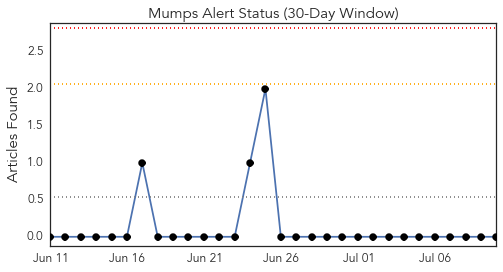 Mumps Alert Status (30-Day Window)
Articles Found
2.5
2.0
1.5
1.0
0.5
0.0
Jun 11 Jun 16 Jun 21 Jun 26 Jul 01 Jul 06